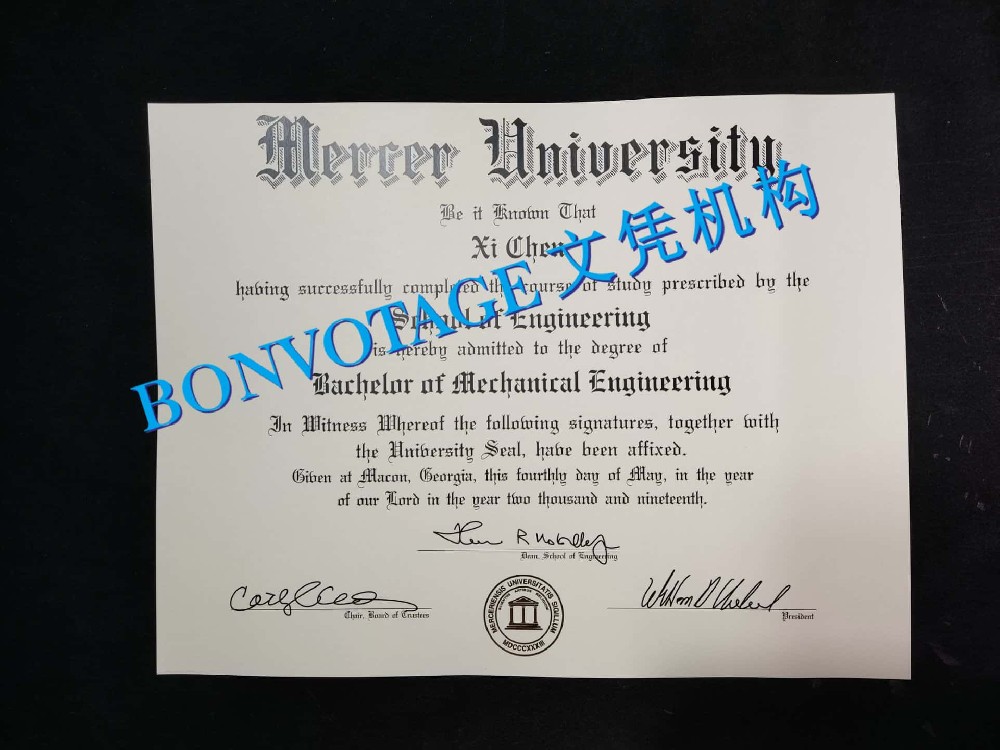 Mercer University
Be it Known That
Xi Chen
having successfully completed the course of study prescribed by the
School of Engineering
is hereby admitted to the degree of
Bachelor of Mechanical Engineering
In Witness Whereof the following signatures, together with
the University Seal, have been affixed.
Given at Macon, Georgia, this fourthly day of May, in the year
of our Lord in the year two thousand and nineteenth.
Dean, School of Engineering
Chair, Board of Trustees
President
MERCERIENSIS UNIVERSITATIS SIGILLUM
MDCCCXXXIII
BONVOTAGE文凭机构